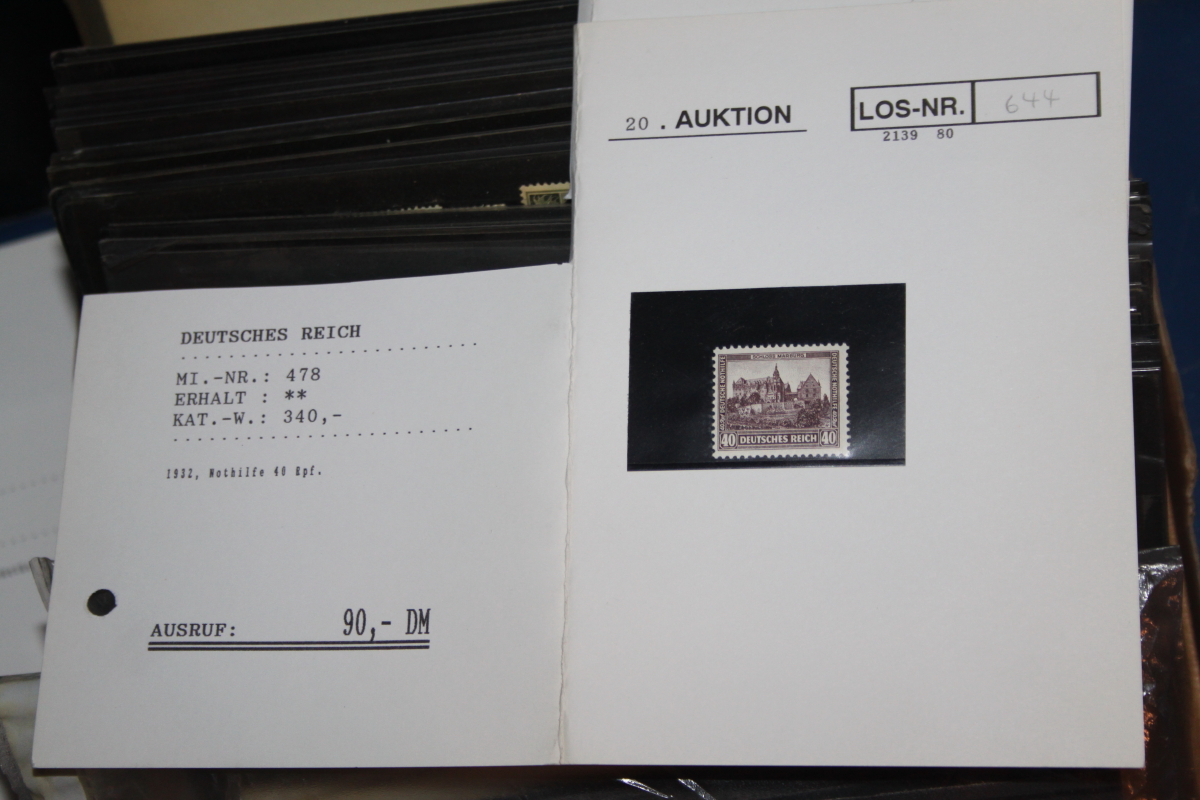 DEUTSCHES REICH
MI.-NR.: 478
ERHALT : **
KAT.-W.: 340,-
1932, Nothilfe 40 Rpf.
AUSRUF: 90,- DM
20 . AUKTION
LOS-NR. 644
2139 80
SCHLOSS MARBURG
DEUTSCHE NOTHILFE
DEUTSCHE NOTHILFE
40 DEUTSCHES REICH 40